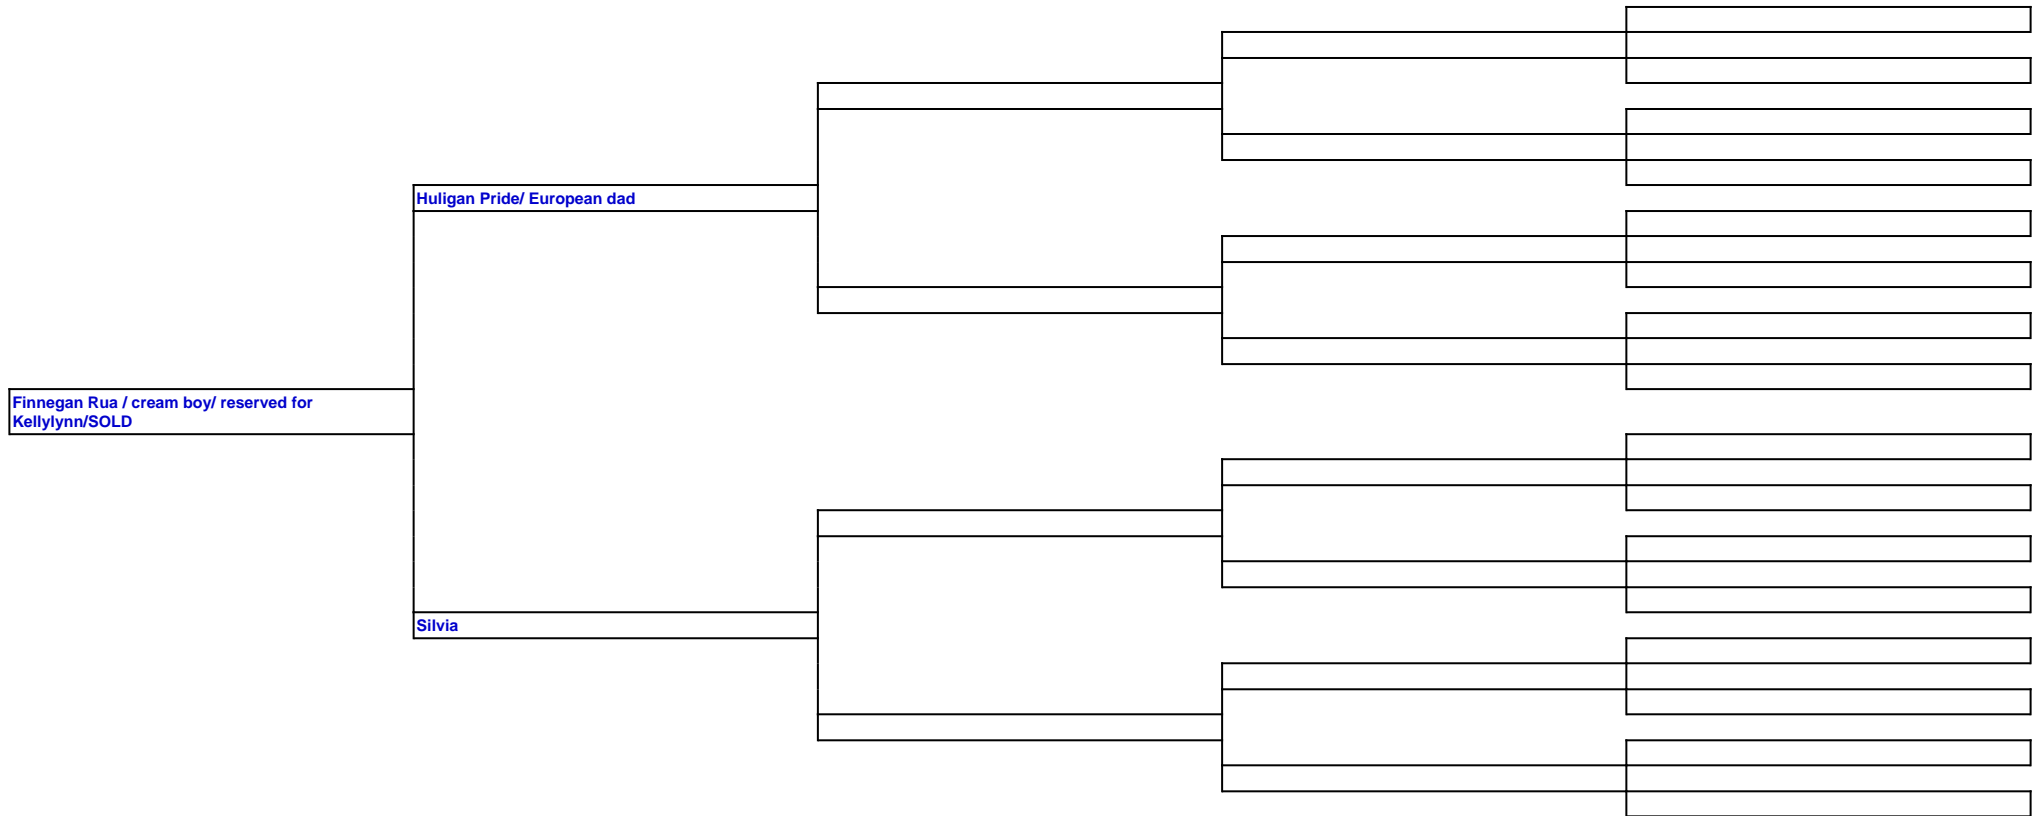 Huligan Pride/ European dad
Finnegan Rua / cream boy/ reserved for
Kellylynn/SOLD
Silvia